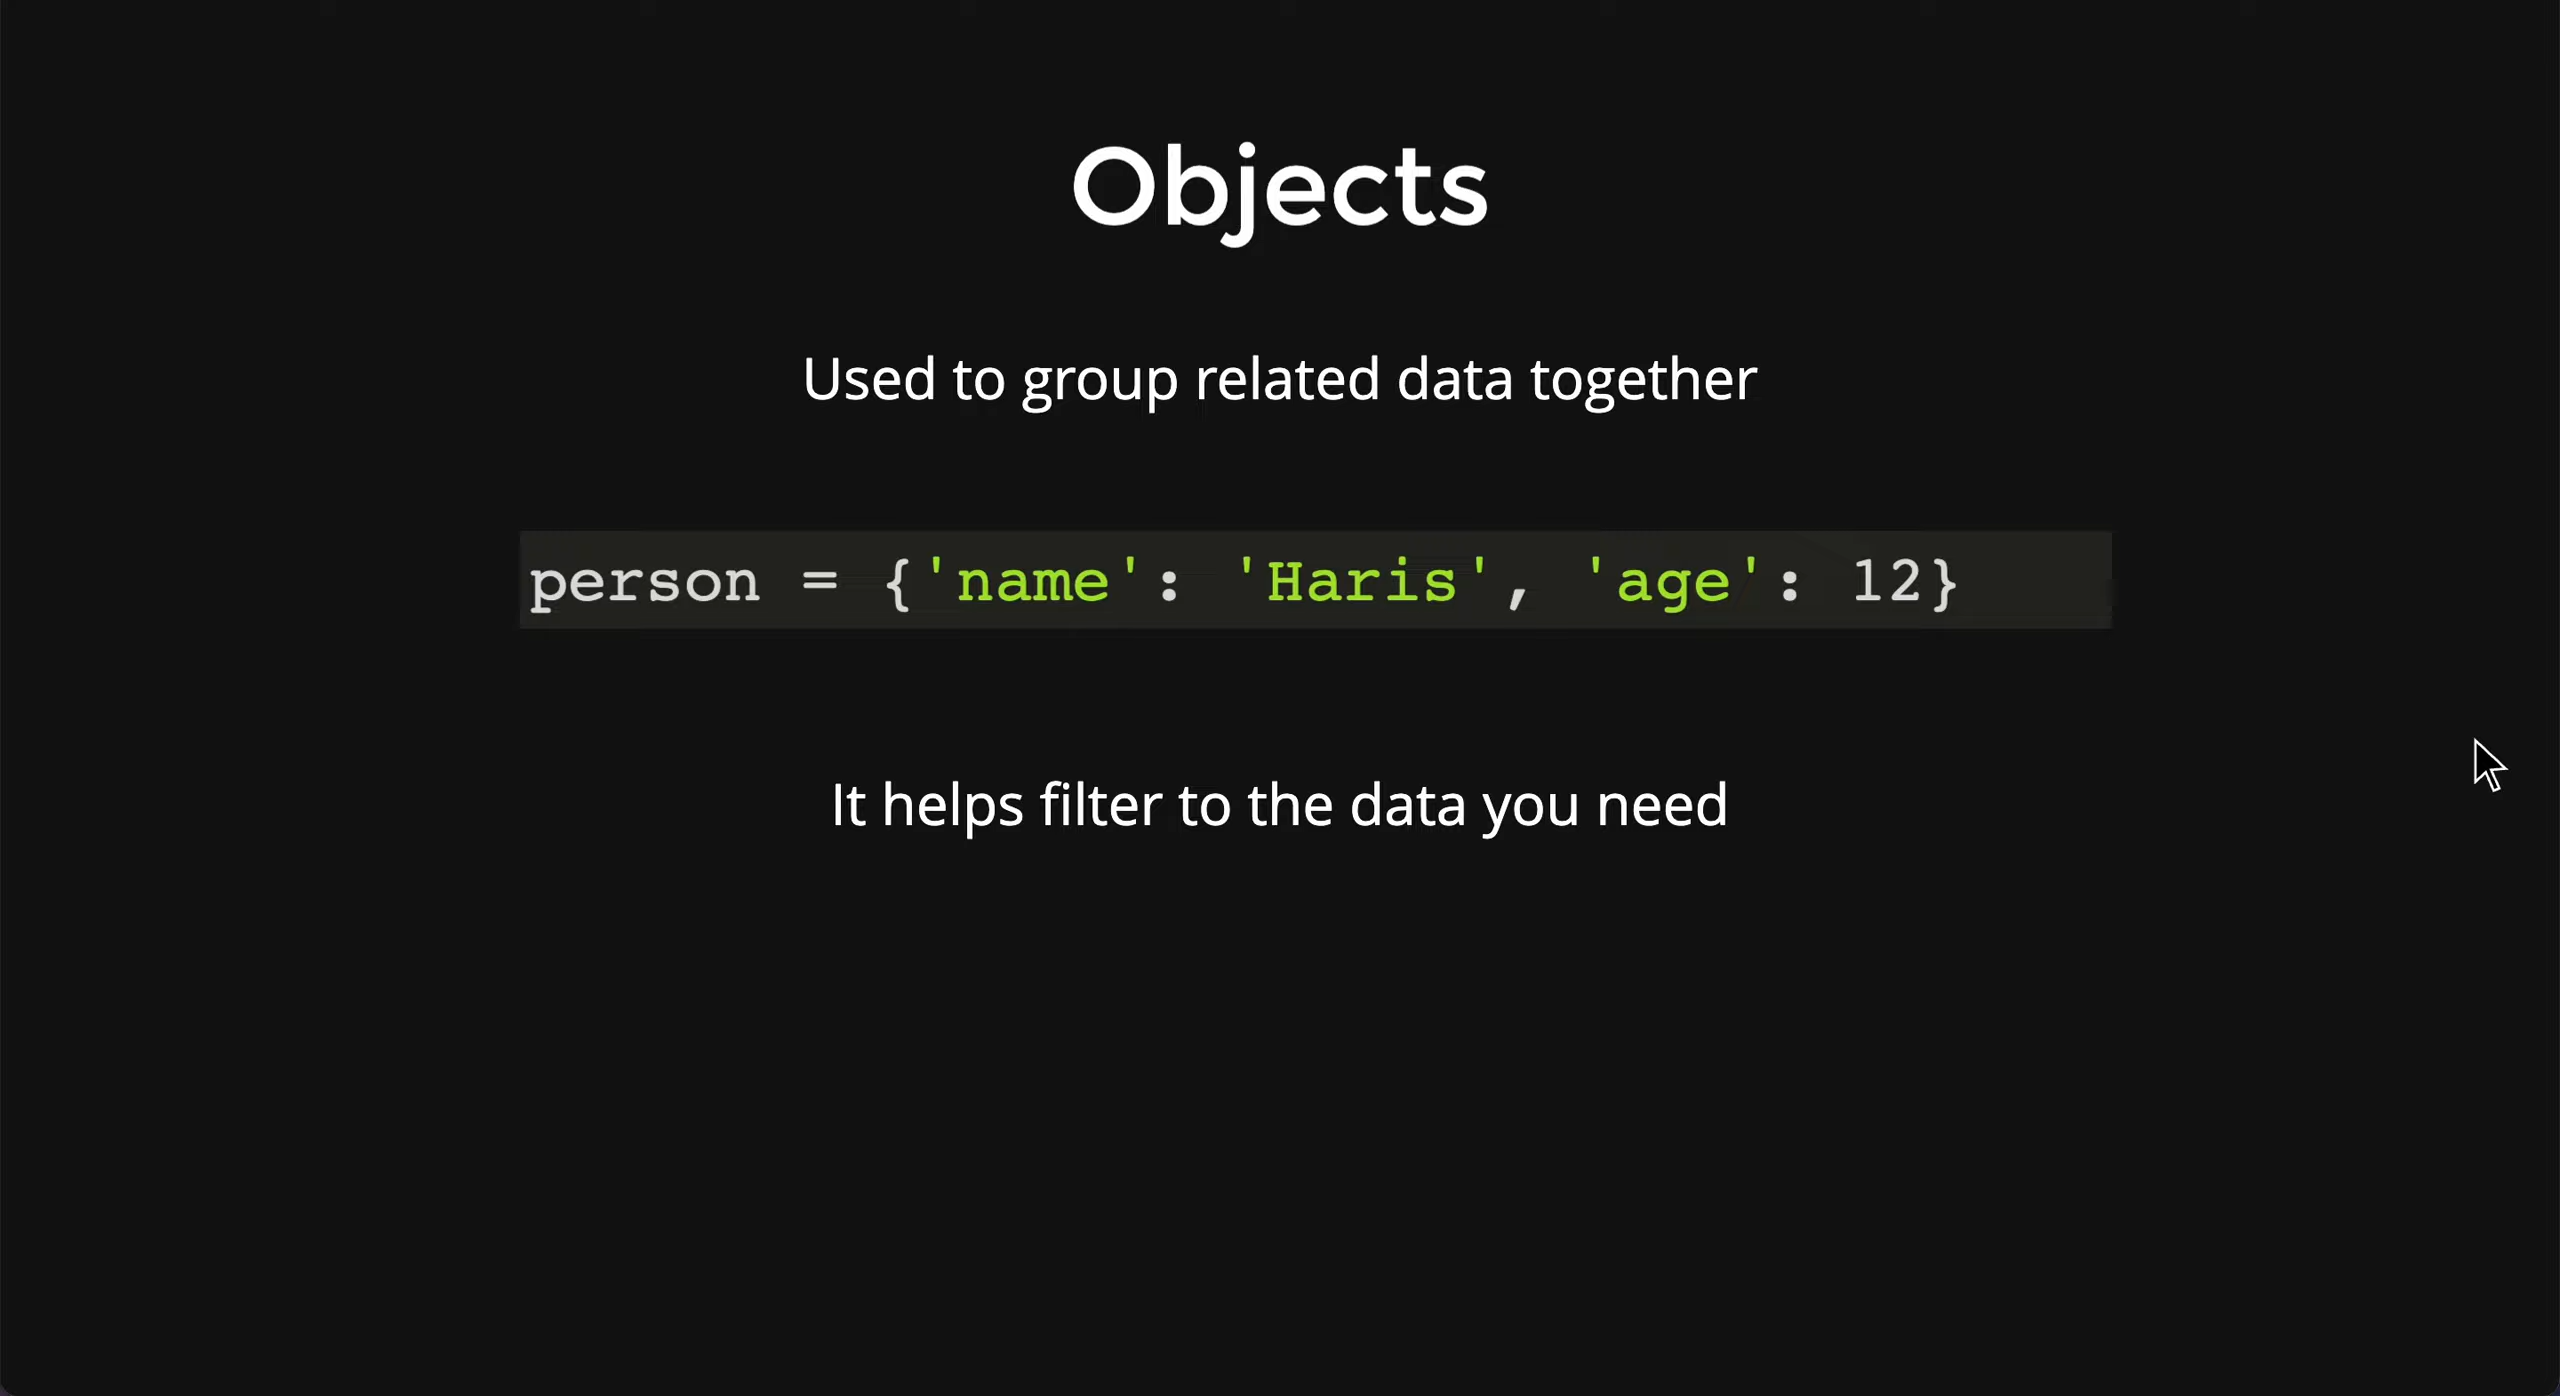 Objects
Used to group related data together
person = {'name': 'Haris', 'age': 12}
It helps filter to the data you need